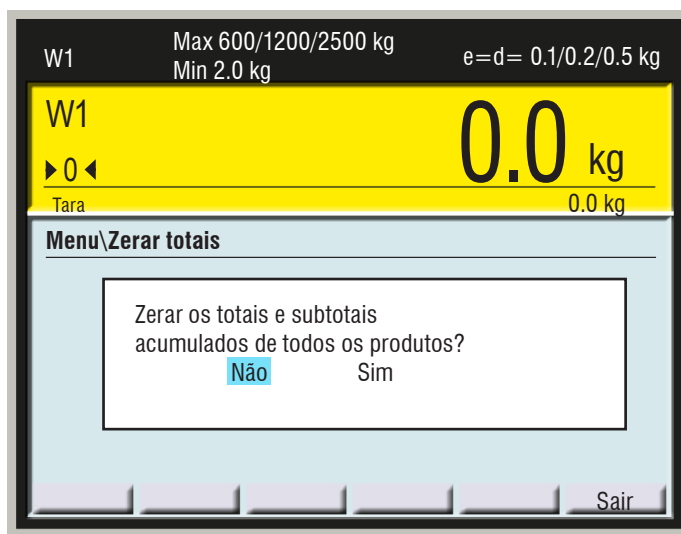 W1 Max 600/1200/2500 kg e=d= 0.1/0.2/0.5 kg
Min 2.0 kg
W1
0.0 kg
0
Tara 0.0 kg
Menu\Zerar totais
Zerar os totais e subtotais
acumulados de todos os produtos?
Não Sim
Sair